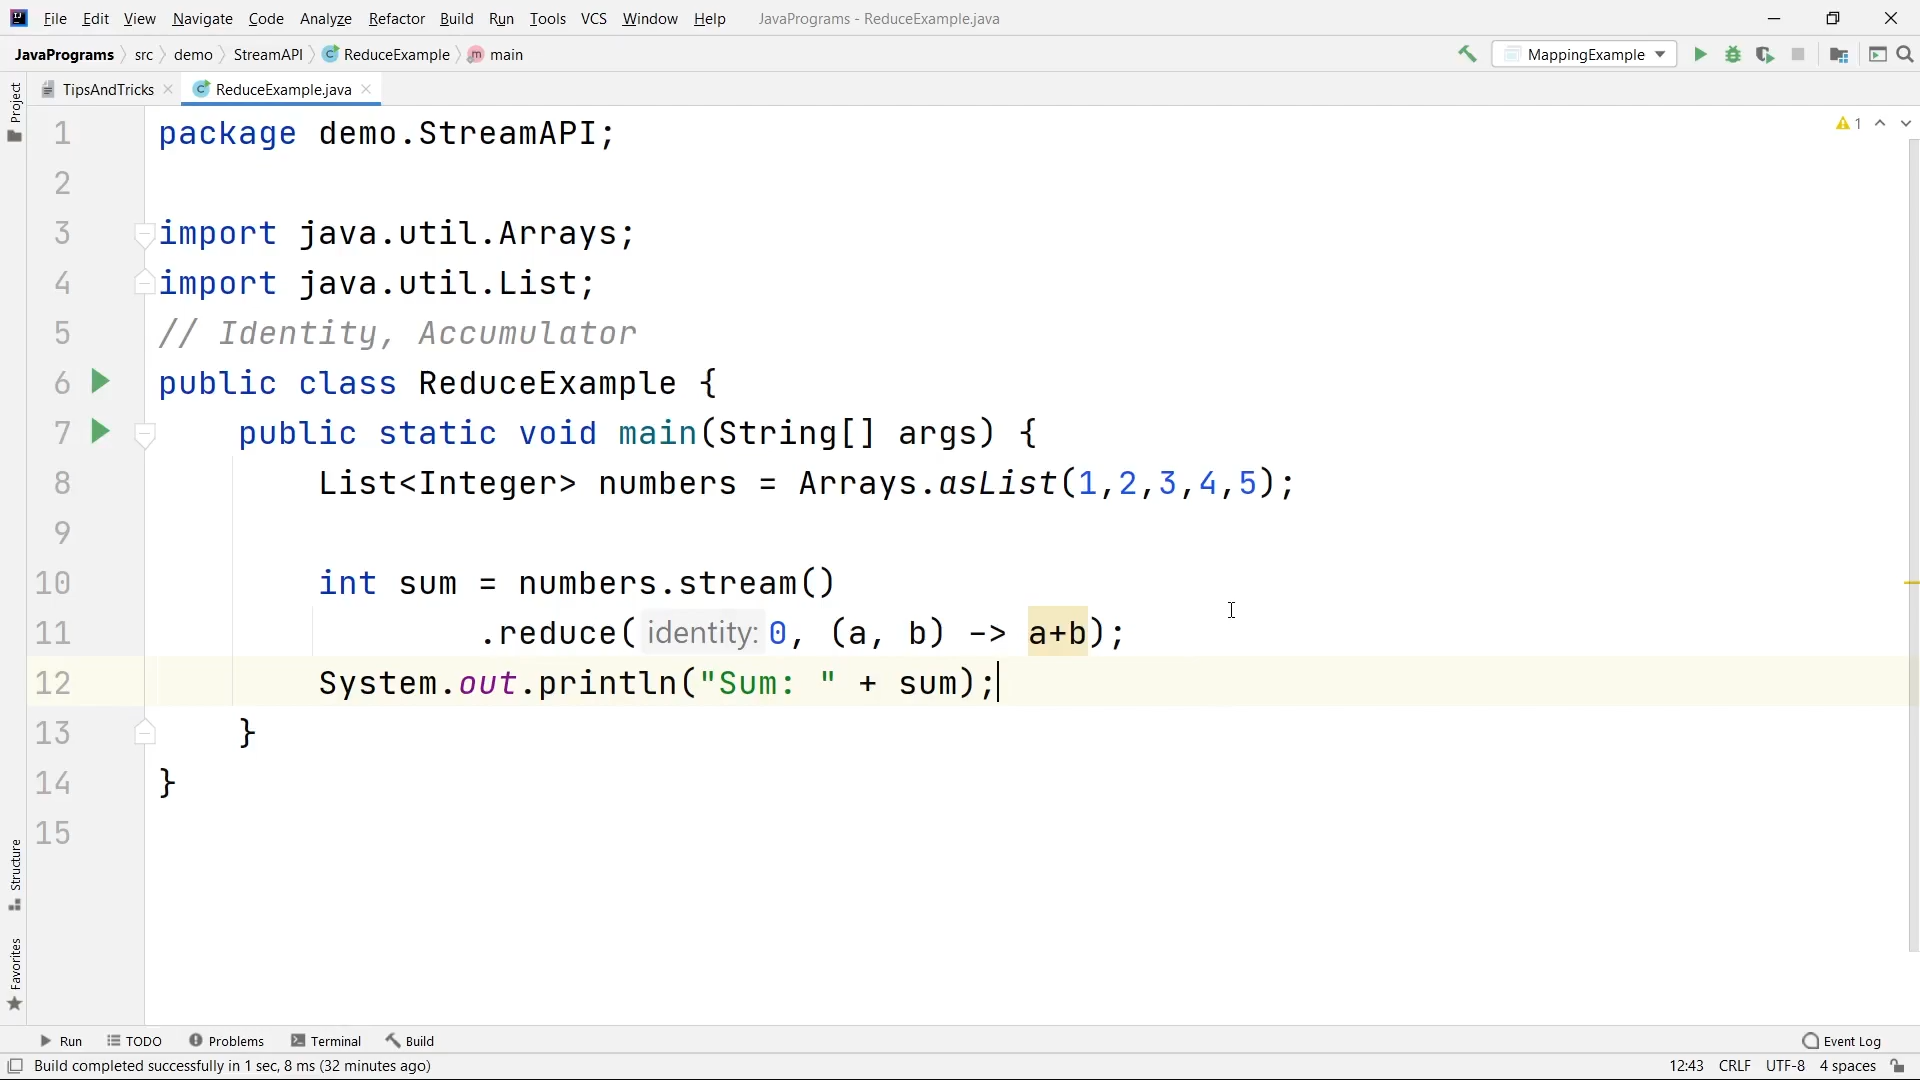 File Edit View Navigate Code Analyze Refactor Build Run Tools VCS Window Help JavaPrograms - ReduceExample.java
JavaPrograms src demo StreamAPI ReduceExample main MappingExample
TipsAndTricks ReduceExample.java
Project
1 package demo.StreamAPI;
1
2
3 import java.util.Arrays;
4 import java.util.List;
5 // Identity, Accumulator
6 public class ReduceExample {
7 public static void main(String[] args) {
8 List<Integer> numbers = Arrays.asList(1,2,3,4,5);
9
10 int sum = numbers.stream()
11 .reduce( identity: 0, (a, b) -> a+b);
12 System.out.println("Sum: " + sum);
13 }
14 }
15
Structure
Favorites
Run TODO Problems Terminal Build Event Log
Build completed successfully in 1 sec, 8 ms (32 minutes ago) 12:43 CRLF UTF-8 4 spaces